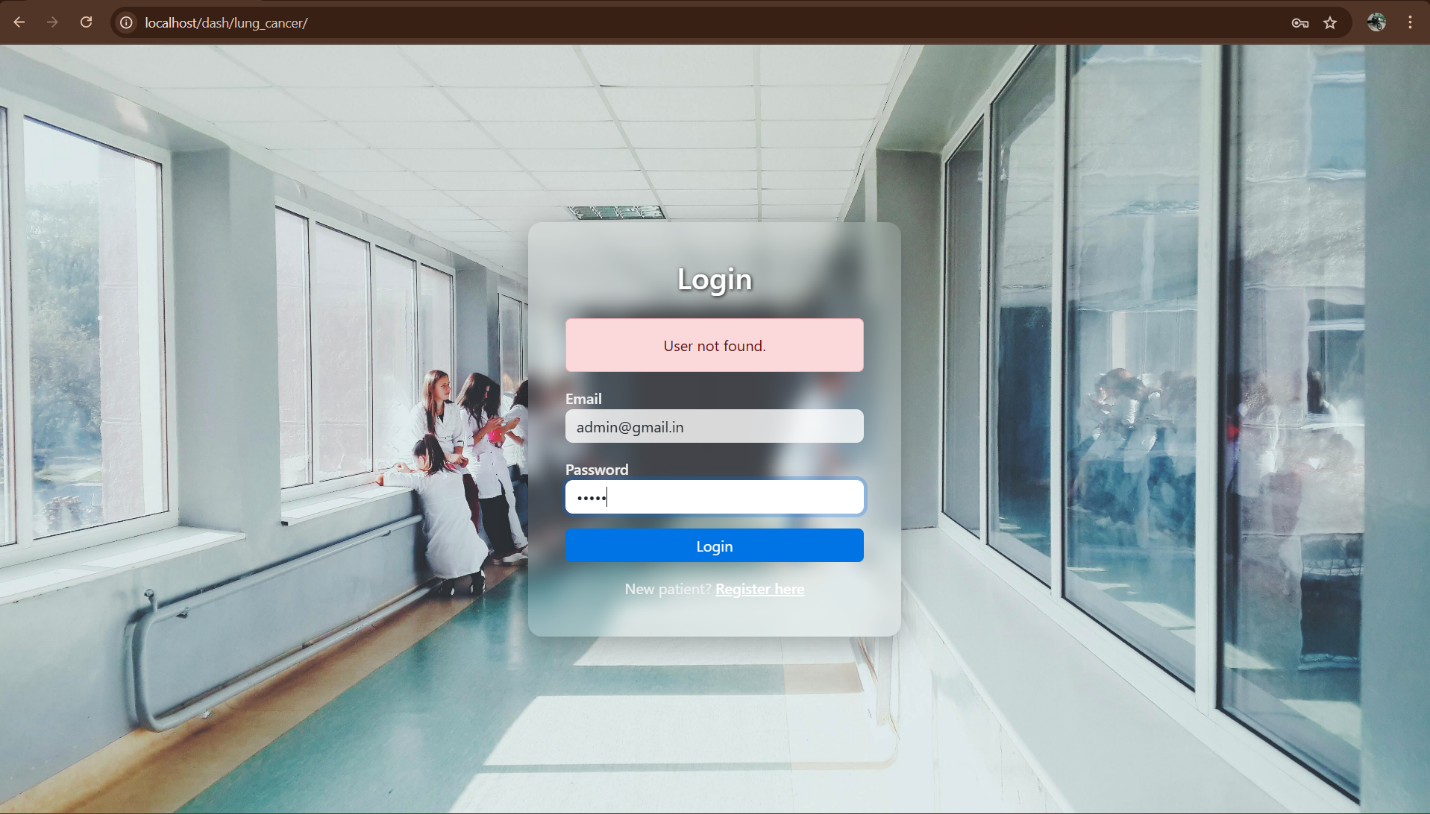 localhost/dash/lung_cancer/
Login
User not found.
Email
admin@gmail.in
Password
•••••
Login
New patient? Register here